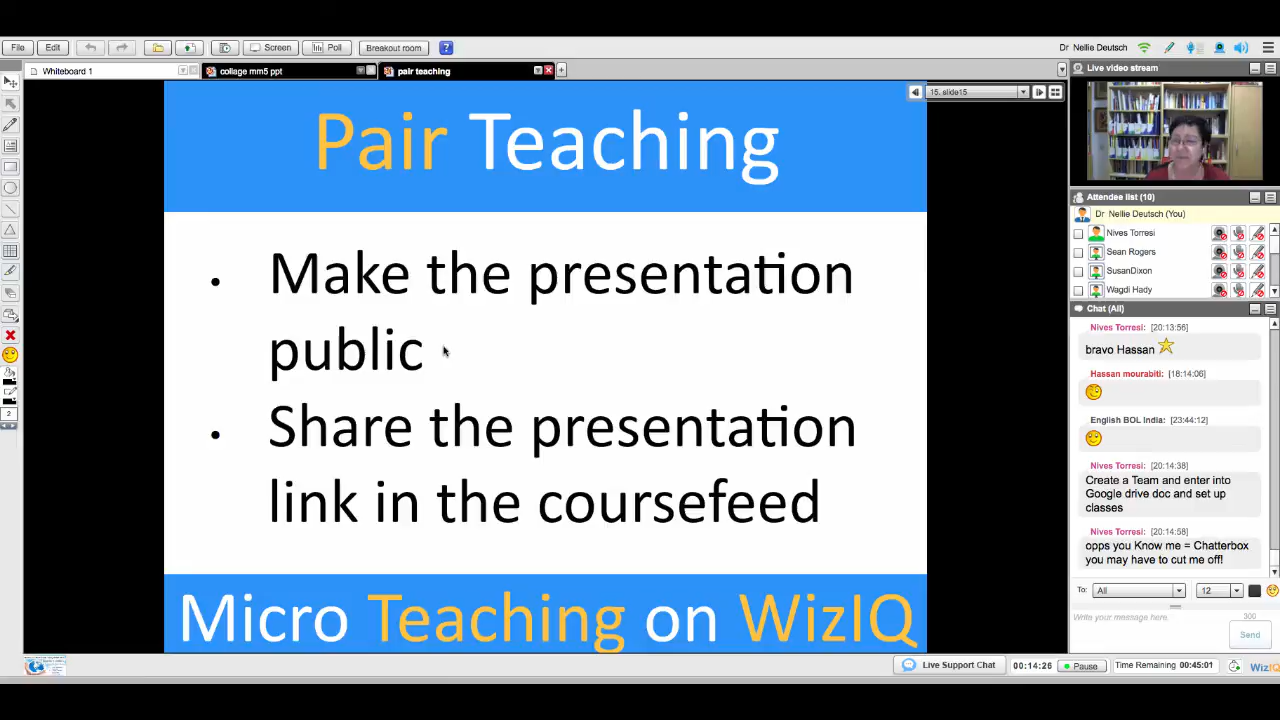 File Edit Screen Poll Breakout room ? Dr Nellie Deutsch
Whiteboard 1 collage mm5 ppt pair teaching
15. slide15
Pair Teaching
• Make the presentation
public
• Share the presentation
link in the coursefeed
Micro Teaching on WizIQ
2
Live video stream
Attendee list (10)
Dr Nellie Deutsch (You)
Nives Torresi
Sean Rogers
SusanDixon
Wagdi Hady
Chat (All)
Nives Torresi: [20:13:56]
bravo Hassan
Hassan mourabiti: [18:14:06]
English BOL India: [23:44:12]
Nives Torresi: [20:14:38]
Create a Team and enter into
Google drive doc and set up
classes
Nives Torresi: [20:14:58]
opps you Know me = Chatterbox
you may have to cut me off!
To: All 12
Write your message here.
300
Send
Live Support Chat 00:14:26 Pause Time Remaining 00:45:01 WizIQ